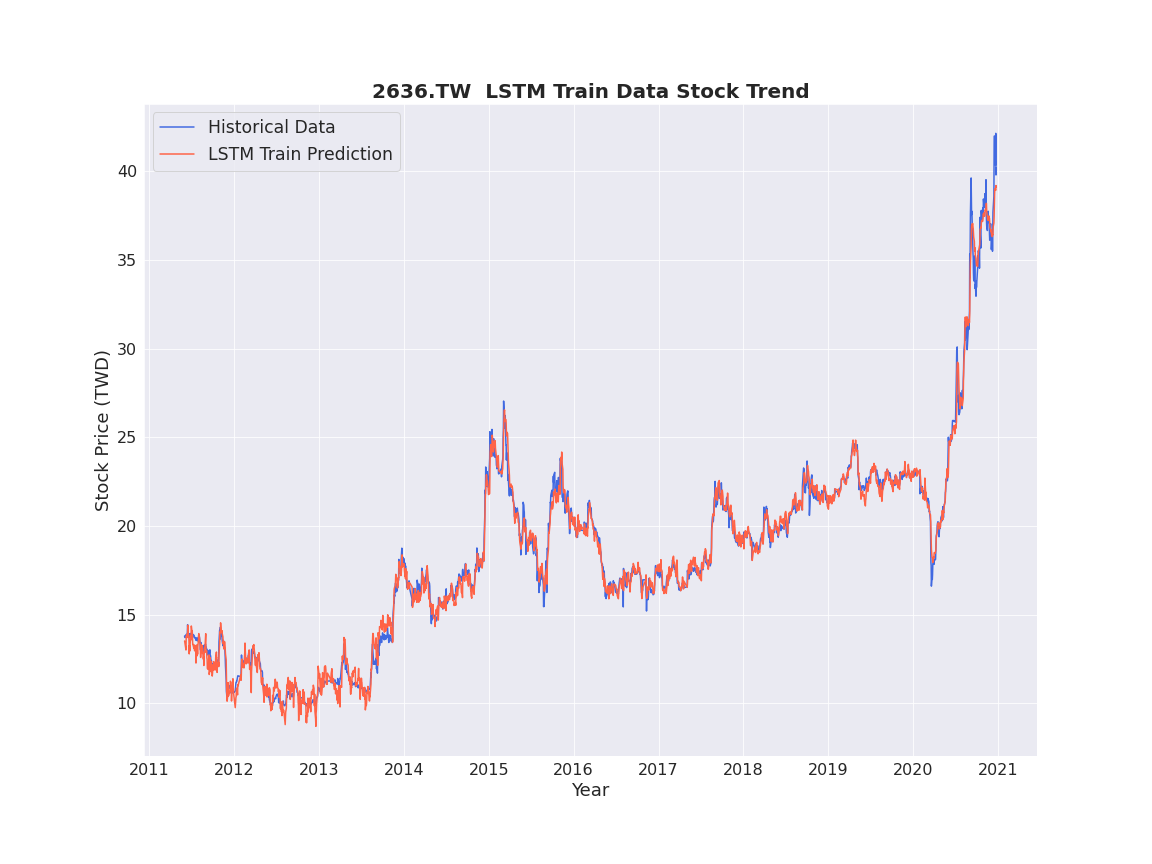 2636.TW  LSTM Train Data Stock Trend
Historical Data
LSTM Train Prediction
Stock Price (TWD)
40
35
30
25
20
15
10
2011 2012 2013 2014 2015 2016 2017 2018 2019 2020 2021
Year